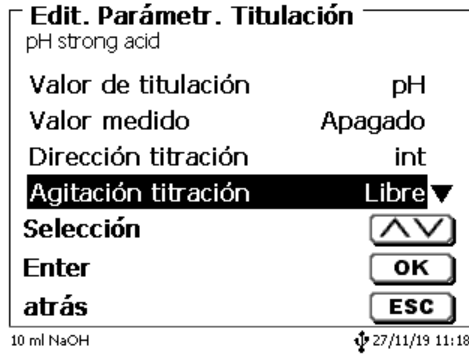 Edit. Parámetr. Titulación
pH strong acid
Valor de titulación pH
Valor medido Apagado
Dirección titración int
Agitación titración Libre
Selección
Enter OK
atrás ESC
10 ml NaOH 27/11/19 11:18